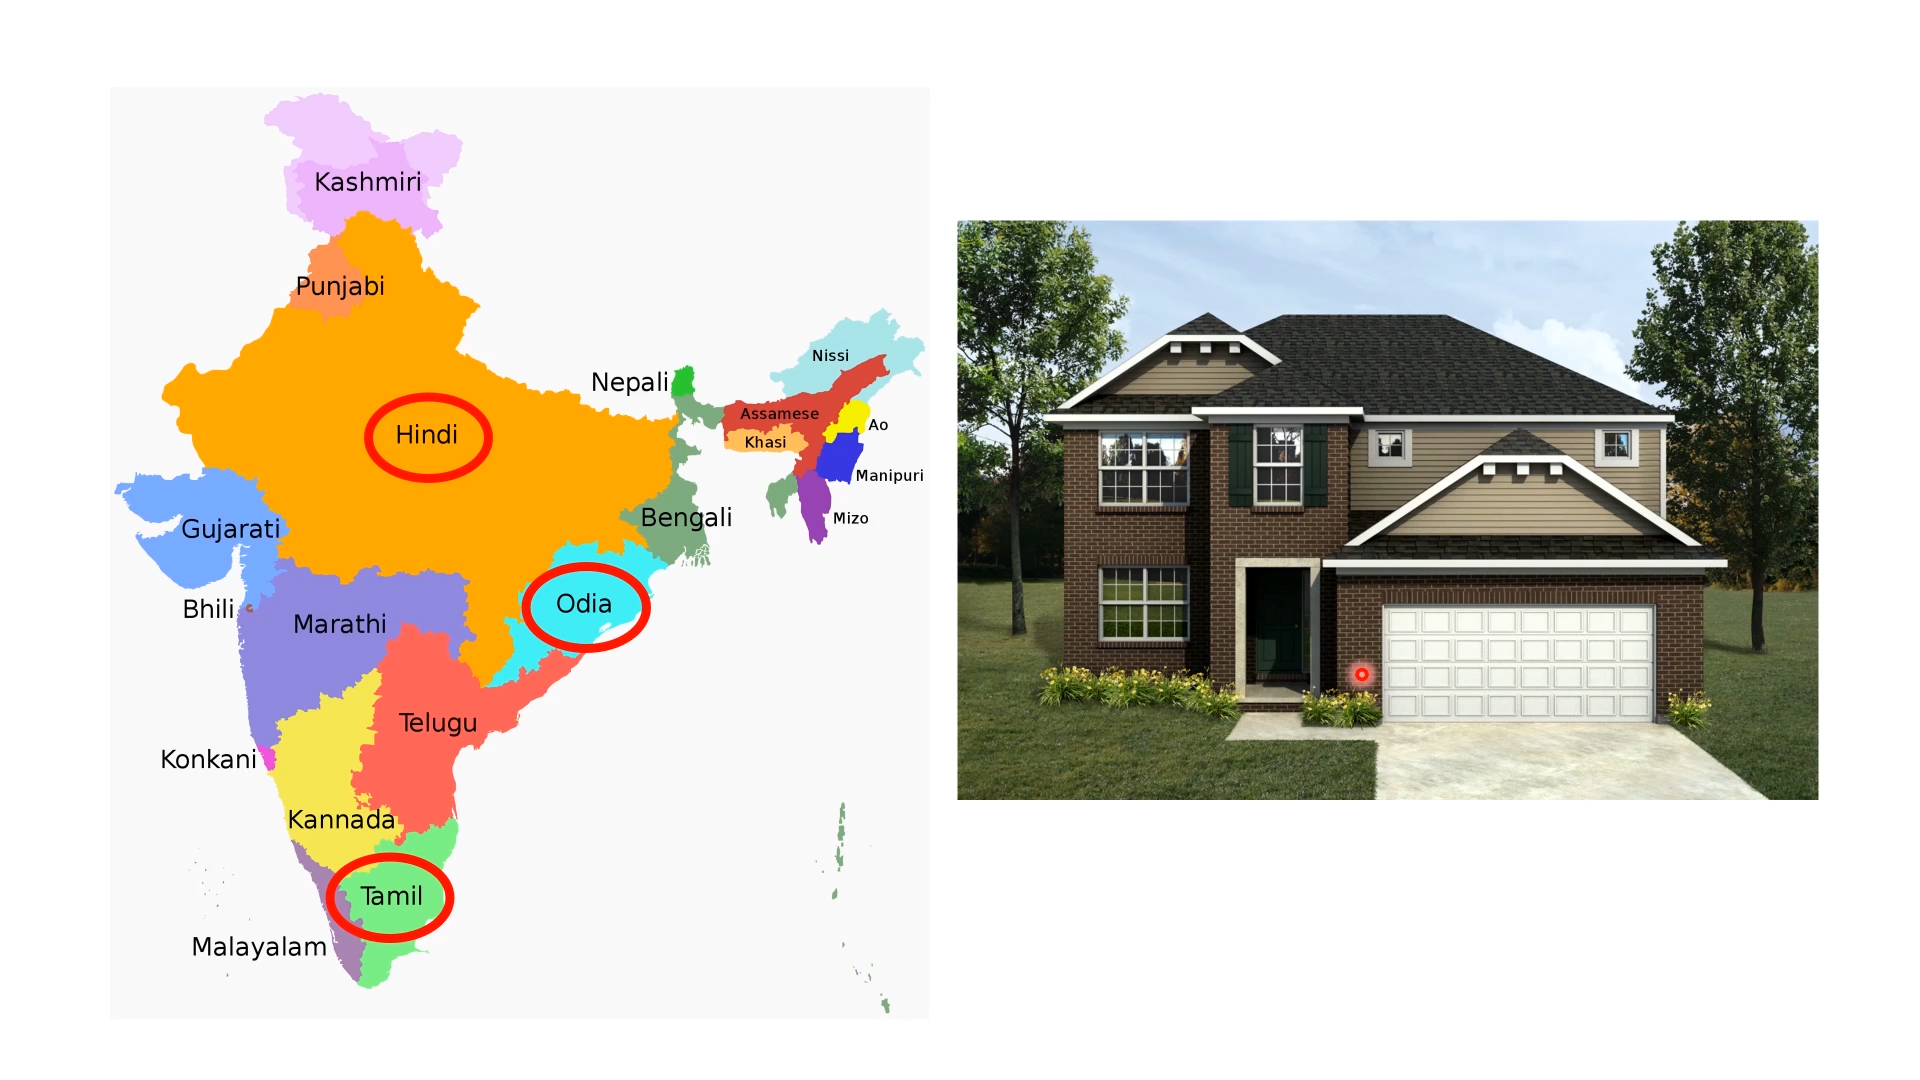 Kashmiri
Punjabi
Nissi
Nepali
Assamese
Ao
Hindi
Khasi
Manipuri
Bengali
Mizo
Gujarati
Odia
Bhili
Marathi
Telugu
Konkani
Kannada
Tamil
Malayalam